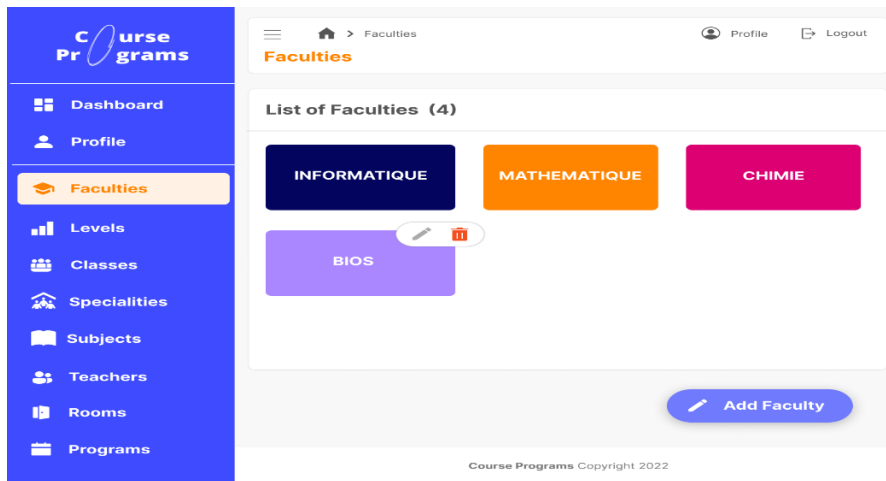 Course
Programs
Dashboard
Profile
Faculties
Levels
Classes
Specialities
Subjects
Teachers
Rooms
Programs
> Faculties
Profile
Logout
Faculties
List of Faculties (4)
INFORMATIQUE
MATHEMATIQUE
CHIMIE
BIOS
Add Faculty
Course Programs Copyright 2022